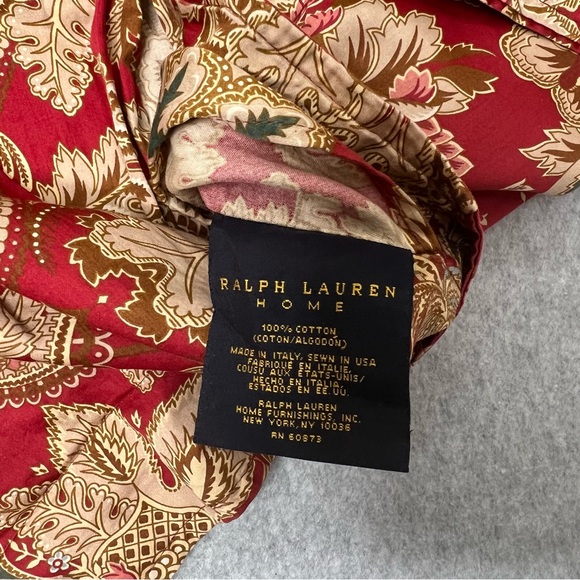 RALPH LAUREN
HOME
100% COTTON
(COTON/ALGODON)
MADE IN ITALY, SEWN IN USA
FABRIQUE EN ITALIE,
COUSU AUX ÉTATS-UNIS/
HECHO EN ITALIA,
ESTADOS EN EE.UU.
RALPH LAUREN
HOME FURNISHINGS, INC.
NEW YORK, NY 10036
RN 60873